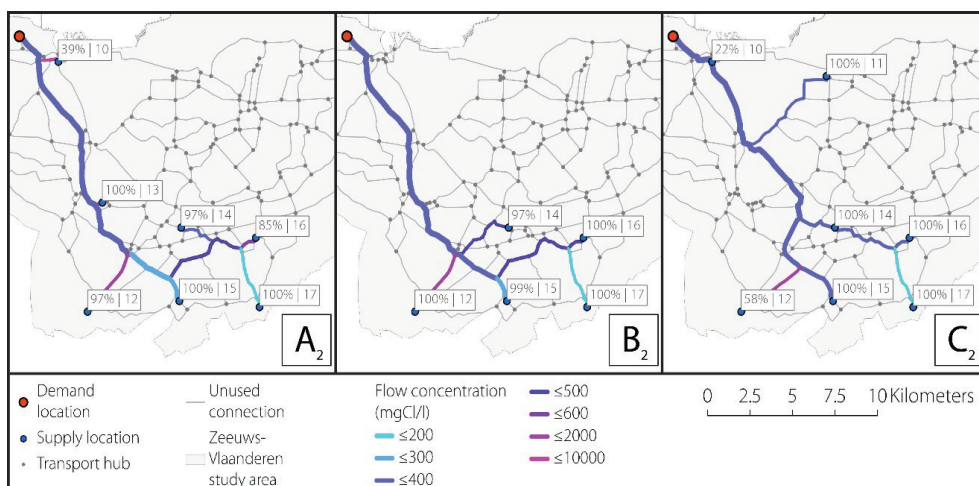 39% | 10
100% | 13
97% | 14
85% | 16
97% | 12
100% | 15
100% | 17
A2
97% | 14
100% | 16
100% | 12
99% | 15
100% | 17
B2
22% | 10
100% | 11
100% | 14
100% | 16
58% | 12
100% | 15
100% | 17
C2
Demand
location
Supply location
Transport hub
Unused
connection
Zeeuws-
Vlaanderen
study area
Flow concentration
(mgCl/l)
≤200
≤300
≤400
≤500
≤600
≤2000
≤10000
0 2.5 5 7.5 10 Kilometers